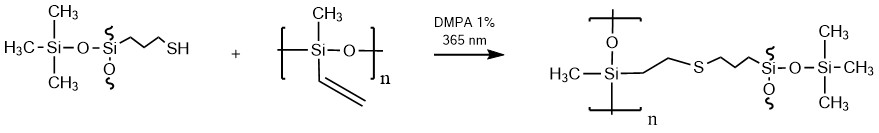 CH₃
H₃C Si O Si SH
CH₃ O
+
CH₃
Si O
n
DMPA 1%
365 nm
O
H₃C Si S Si O Si CH₃
n
O
CH₃
CH₃